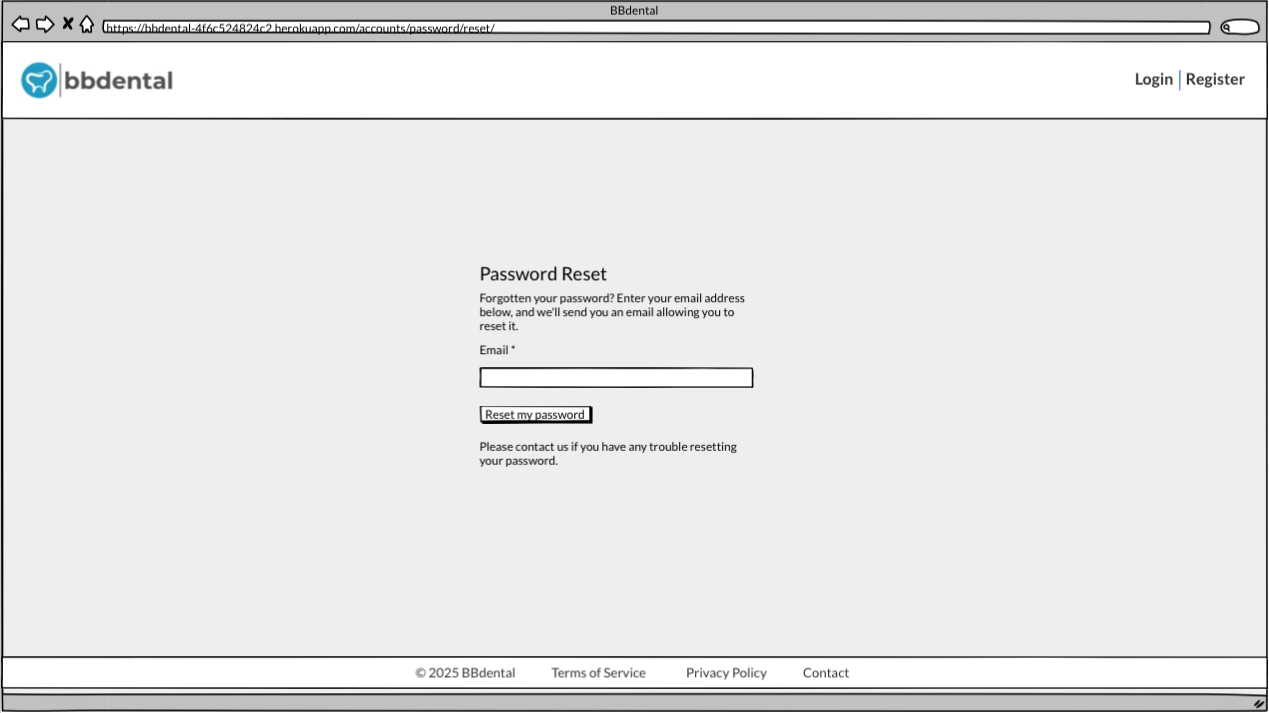 BBdental
https://bbdental-4f6c524824c2.herokuapp.com/accounts/password/reset/
bbdental
Login | Register
Password Reset
Forgotten your password? Enter your email address
below, and we'll send you an email allowing you to
reset it.
Email *
Reset my password
Please contact us if you have any trouble resetting
your password.
© 2025 BBdental Terms of Service Privacy Policy Contact